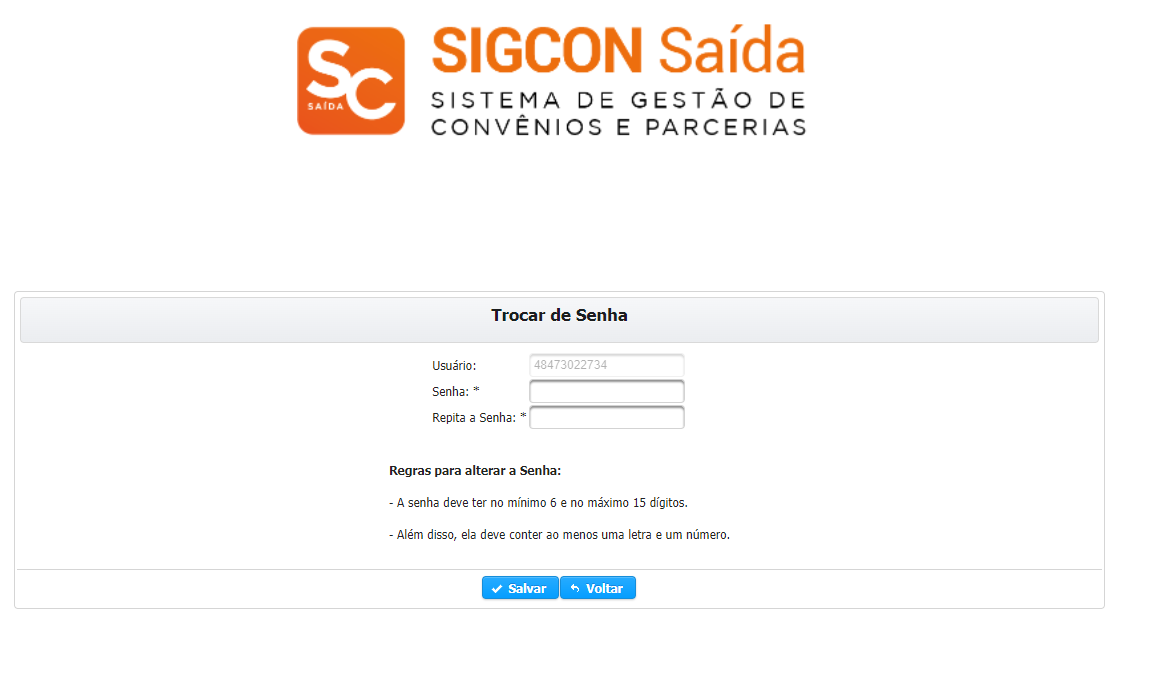 SC
SAÍDA
SIGCON Saída
SISTEMA DE GESTÃO DE
CONVÊNIOS E PARCERIAS
Trocar de Senha
Usuário: 48473022734
Senha: *
Repita a Senha: *
Regras para alterar a Senha:
- A senha deve ter no mínimo 6 e no máximo 15 dígitos.
- Além disso, ela deve conter ao menos uma letra e um número.
Salvar Voltar